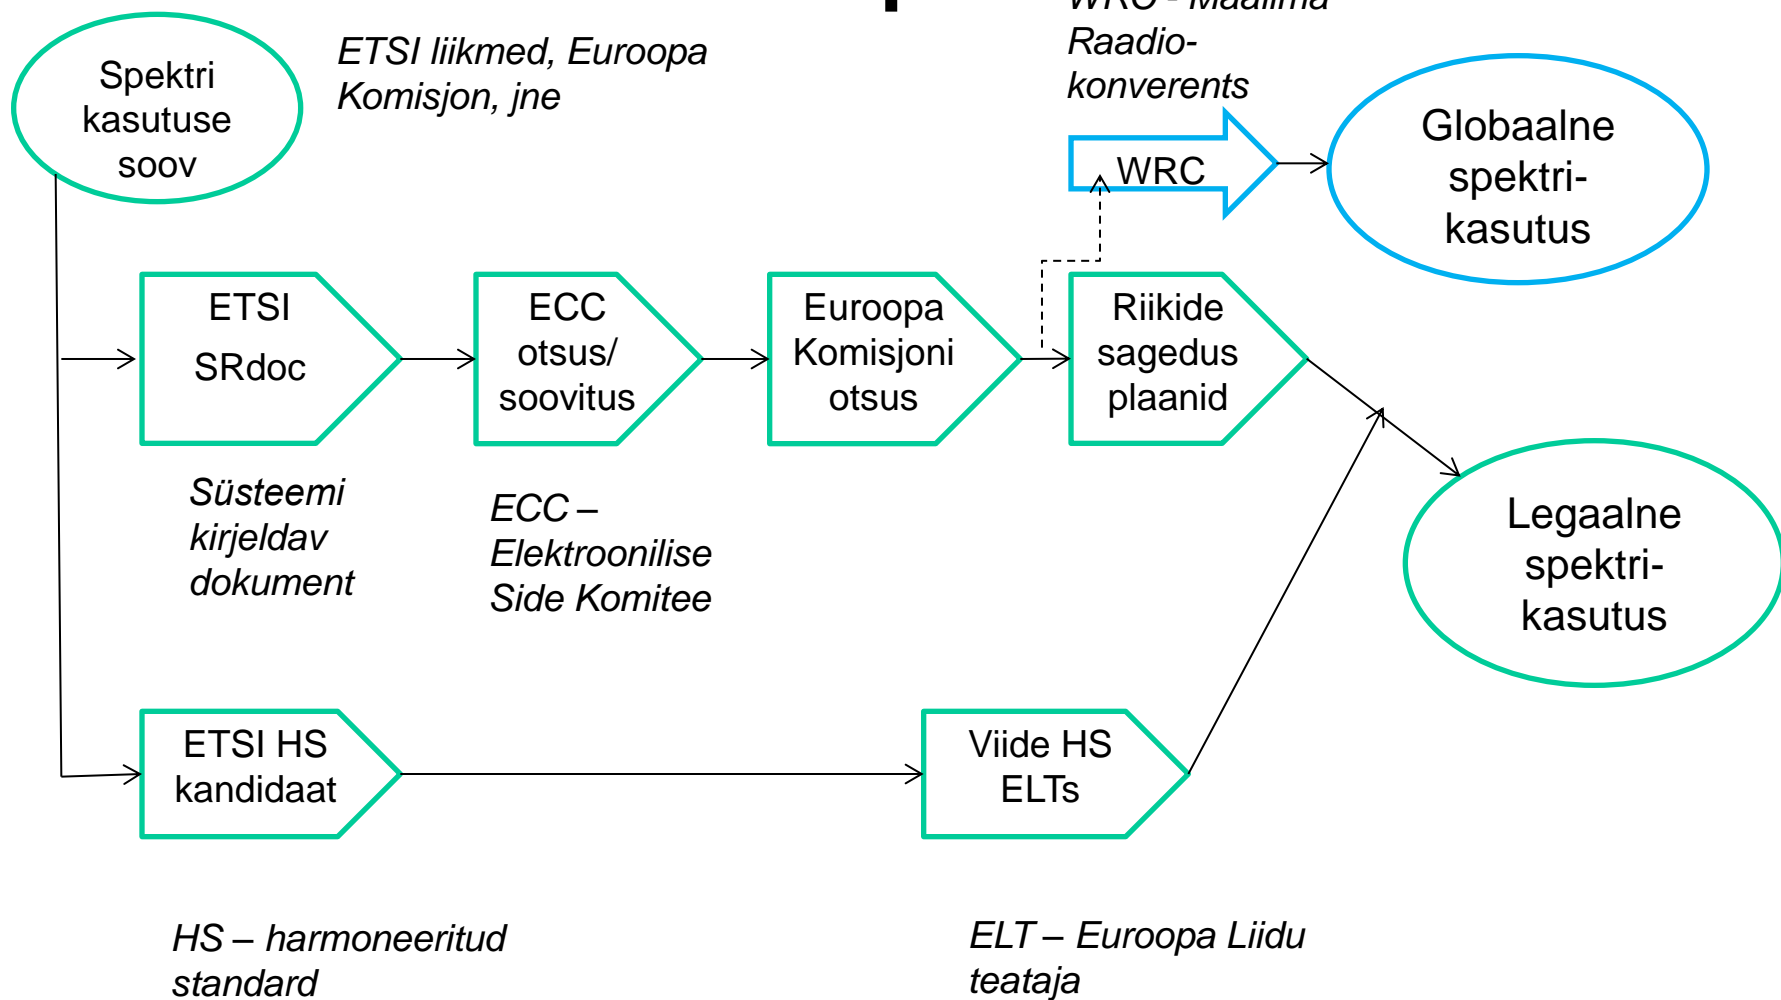 WRC - Maailma
Raadio-
konverents
ETSI liikmed, Euroopa
Komisjon, jne
Spektri
kasutuse
soov
WRC
Globaalne
spektri-
kasutus
ETSI
SRdoc
ECC
otsus/
soovitus
Euroopa
Komisjoni
otsus
Riikide
sagedus
plaanid
Süsteemi
kirjeldav
dokument
ECC –
Elektroonilise
Side Komitee
Legaalne
spektri-
kasutus
ETSI HS
kandidaat
Viide HS
ELTs
HS – harmoneeritud
standard
ELT – Euroopa Liidu
teataja